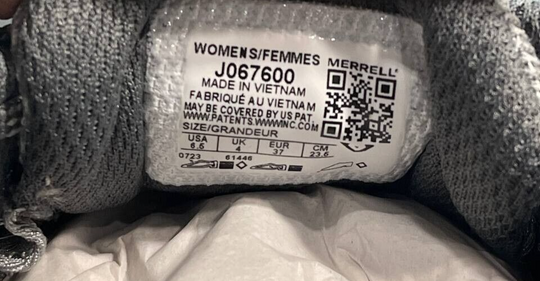 WOMENS/FEMMES MERRELL
J067600
MADE IN VIETNAM
FABRIQUÉ AU VIETNAM
MAY BE COVERED BY US PAT.
WWW.PATENTS.WWWINC.COM
SIZE/GRANDEUR
USA UK EUR CM
6.5 4 37 23.5
0723 61446